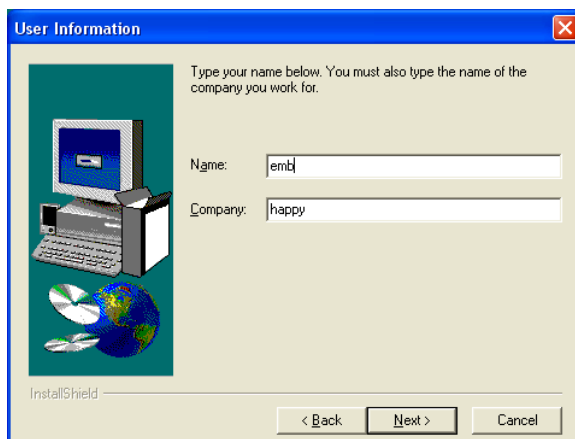 User Information
Type your name below. You must also type the name of the
company you work for.
Name: emb
Company: happy
InstallShield
< Back Next > Cancel